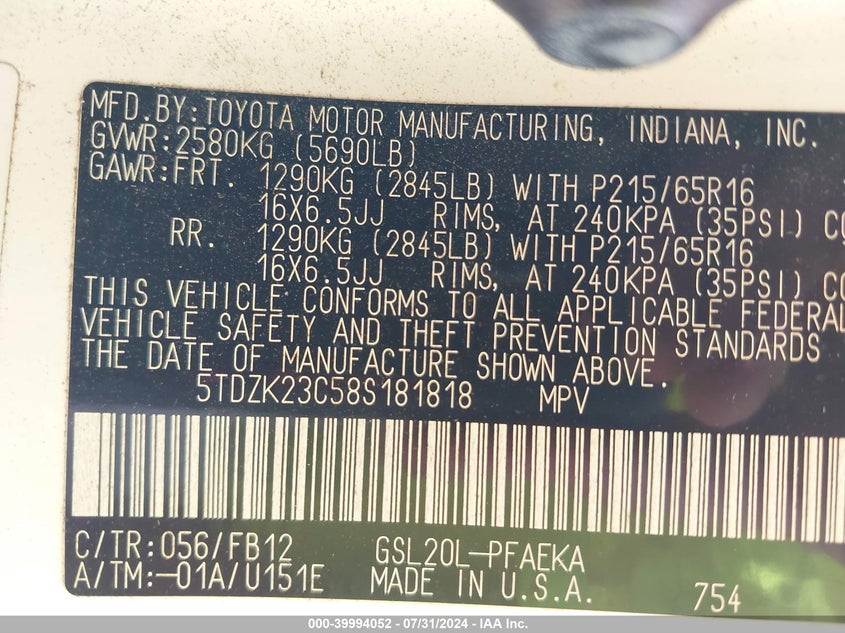 MFD.BY:TOYOTA MOTOR MANUFACTURING, INDIANA, INC.
GVWR:2580KG (5690LB)
GAWR:FRT. 1290KG (2845LB) WITH P215/65R16
16X6.5JJ RIMS, AT 240KPA (35PSI)
RR. 1290KG (2845LB) WITH P215/65R16
16X6.5JJ RIMS, AT 240KPA (35PSI)
THIS VEHICLE CONFORMS TO ALL APPLICABLE FEDERAL
VEHICLE SAFETY AND THEFT PREVENTION STANDARDS
THE DATE OF MANUFACTURE SHOWN ABOVE.
5TDZK23C58S181818 MPV
C/TR:056/FB12 GSL20L-PFAEKA
A/TM:-01A/U151E MADE IN U.S.A. 754
000-39994052 - 07/31/2024 - IAA Inc.